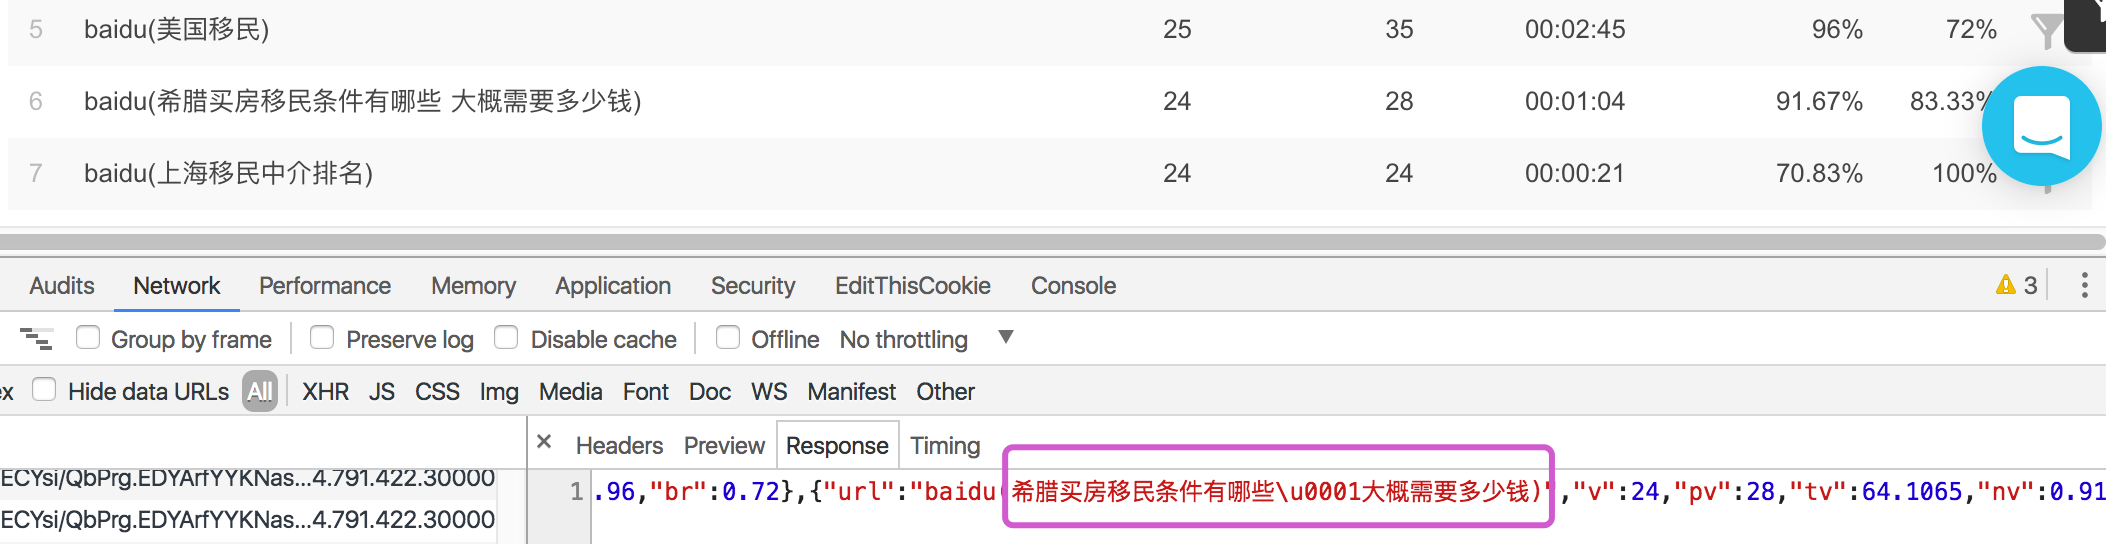 5 baidu(美国移民) 25 35 00:02:45 96% 72%
6 baidu(希腊买房移民条件有哪些 大概需要多少钱) 24 28 00:01:04 91.67% 83.33%
7 baidu(上海移民中介排名) 24 24 00:00:21 70.83% 100%
Audits Network Performance Memory Application Security EditThisCookie Console 3
Group by frame Preserve log Disable cache Offline No throttling
ex Hide data URLs All XHR JS CSS Img Media Font Doc WS Manifest Other
× Headers Preview Response Timing
ECYsi/QbPrg.EDYArfYYKNas...4.791.422.30000
1 .96,"br":0.72},{"url":"baidu(希腊买房移民条件有哪些\u0001大概需要多少钱)","v":24,"pv":28,"tv":64.1065,"nv":0.91
ECYsi/QbPrg.EDYArfYYKNas...4.791.422.30000